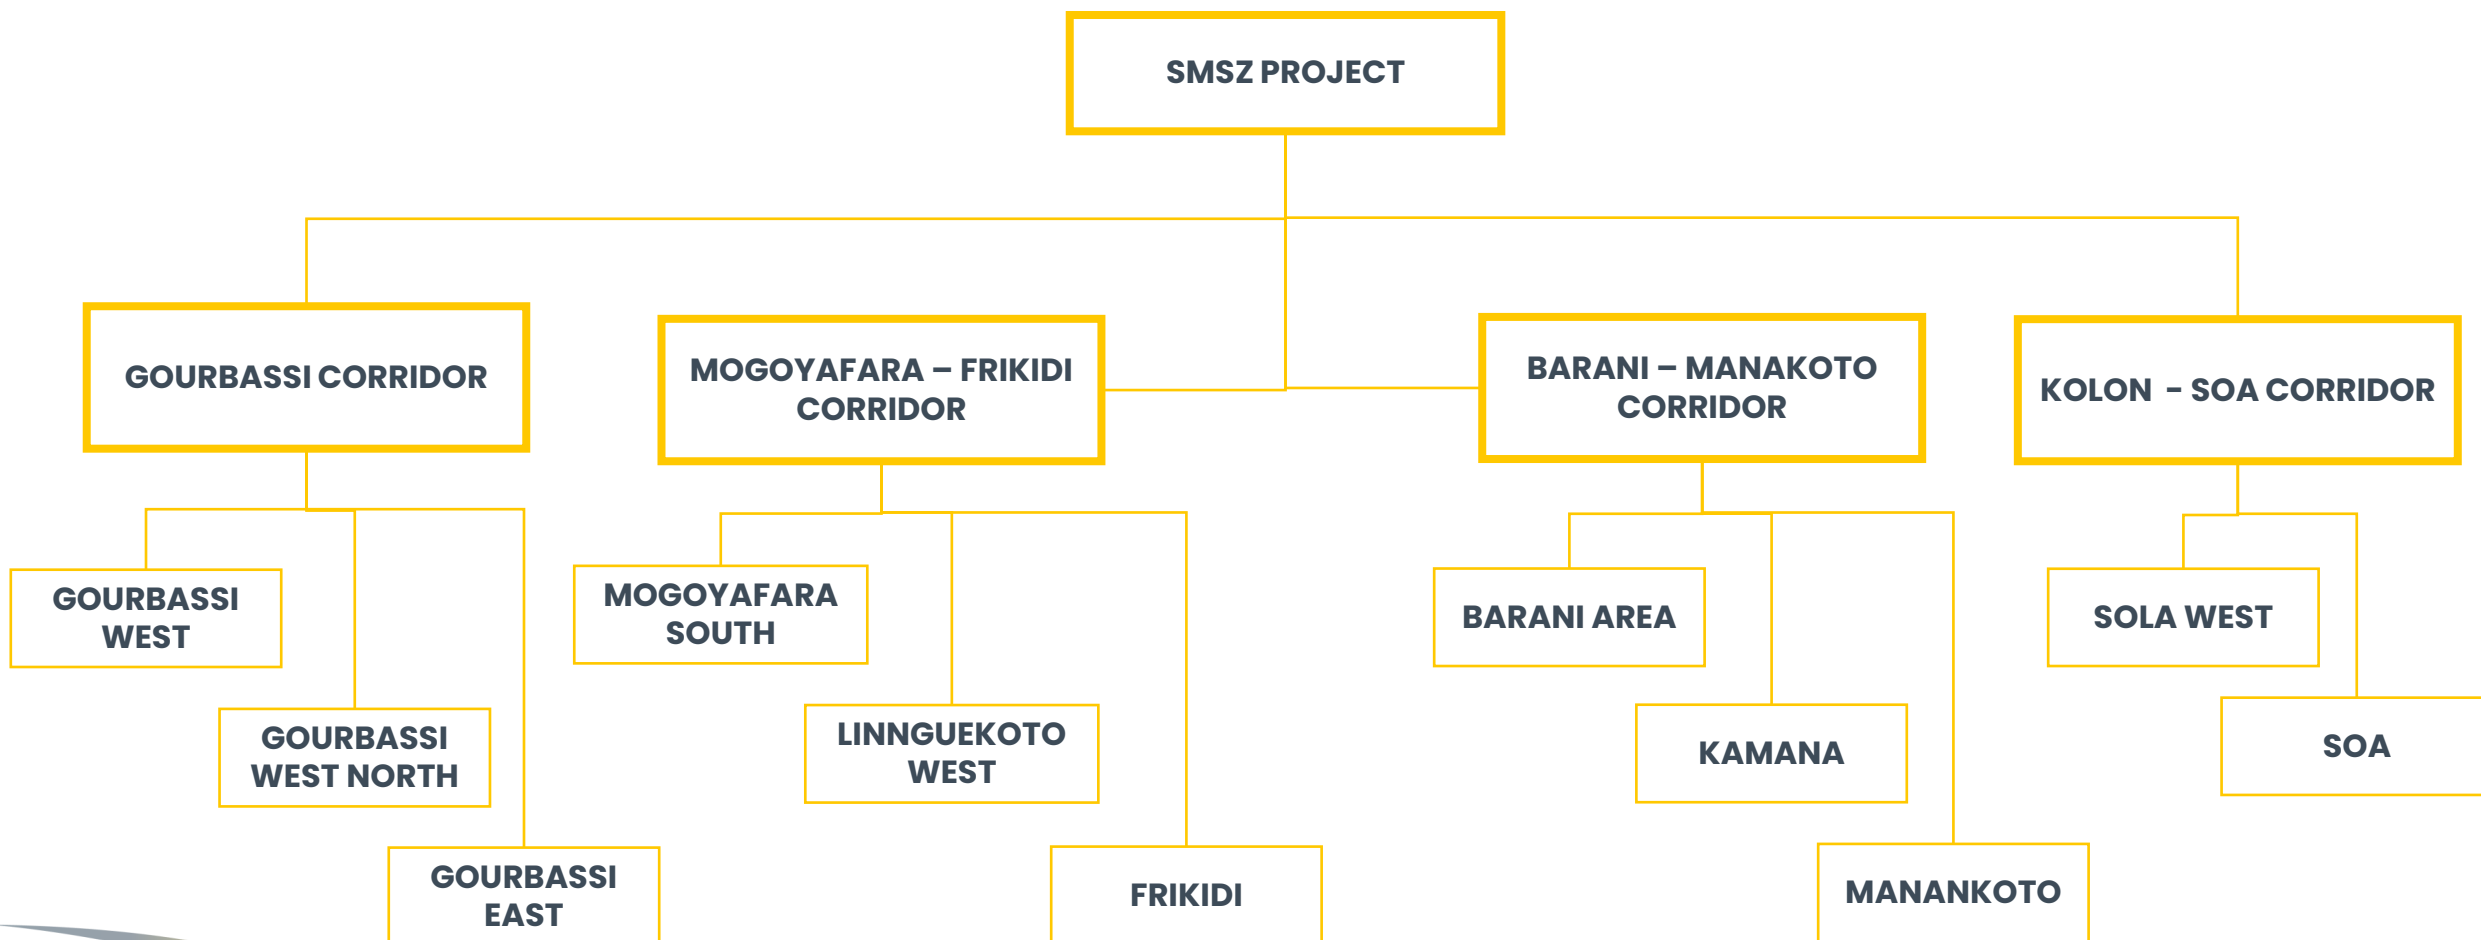 SMSZ PROJECT
GOURBASSI CORRIDOR
MOGOYAFARA – FRIKIDI
CORRIDOR
BARANI – MANAKOTO
CORRIDOR
KOLON - SOA CORRIDOR
GOURBASSI
WEST
GOURBASSI
WEST NORTH
GOURBASSI
EAST
MOGOYAFARA
SOUTH
LINNGUEKOTO
WEST
FRIKIDI
BARANI AREA
KAMANA
MANANKOTO
SOLA WEST
SOA